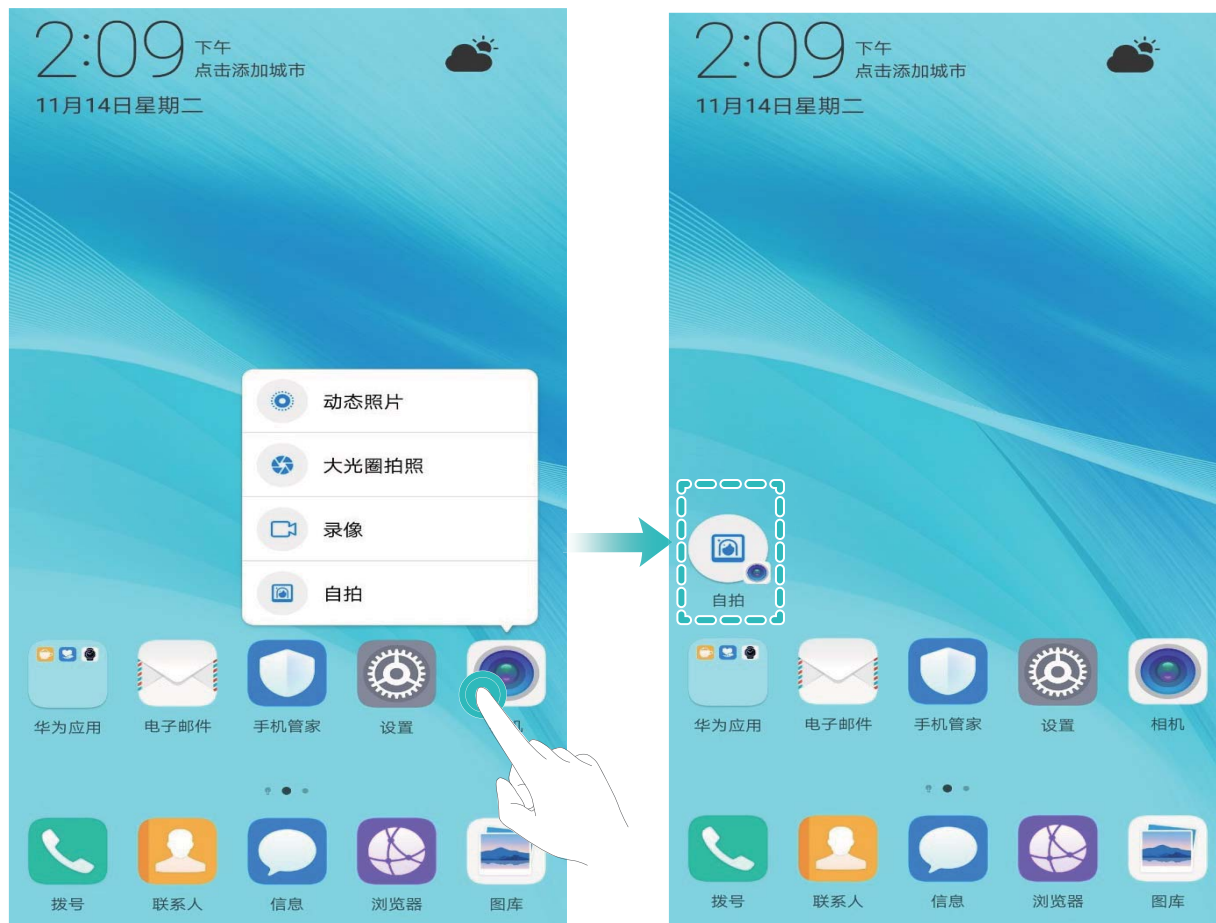 2:09 下午
点击添加城市
11月14日星期二
动态照片
大光圈拍照
录像
自拍
华为应用 电子邮件 手机管家 设置 机
拨号 联系人 信息 浏览器 图库
2:09 下午
点击添加城市
11月14日星期二
自拍
华为应用 电子邮件 手机管家 设置 相机
拨号 联系人 信息 浏览器 图库